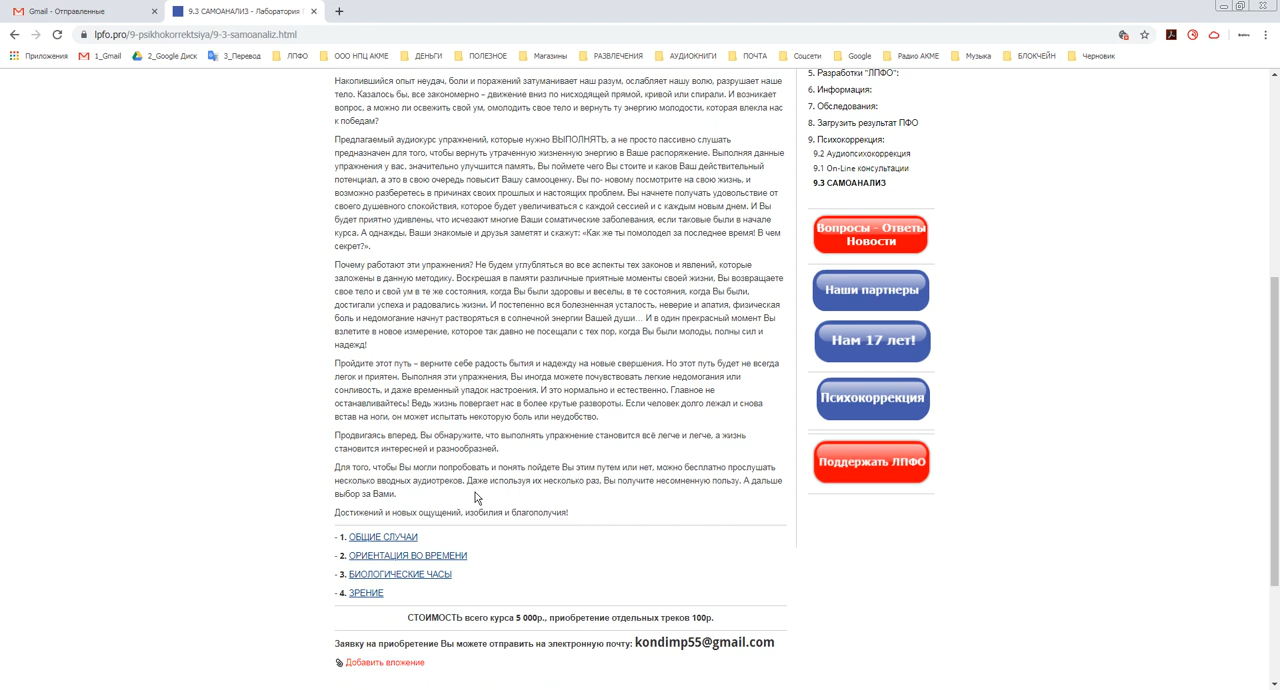 Gmail - Отправленные
9.3 САМОАНАЛИЗ - Лаборатория
lpfo.pro/9-psikhokorrektsiya/9-3-samoanaliz.html
Приложения 1_Gmail 2_Google Диск 3_Перевод ЛПФО ООО НПЦ АКМЕ ДЕНЬГИ ПОЛЕЗНОЕ Магазины РАЗВЛЕЧЕНИЯ АУДИОКНИГИ ПОЧТА Соцсети Google Радио АКМЕ Музыка БЛОКЧЕЙН Черновик
Накопившийся опыт неудач, боли и поражений затуманивает наш разум, ослабляет нашу волю, разрушает наше
тело. Казалось бы, все закономерно – движение вниз по нисходящей прямой, кривой или спирали. И возникает
вопрос, а можно ли освежить свой ум, омолодить свое тело и вернуть ту энергию молодости, которая влекла нас
к победам?
Предлагаемый аудиокурс упражнений, которые нужно ВЫПОЛНЯТЬ, а не просто пассивно слушать
предназначен для того, чтобы вернуть утраченную жизненную энергию в Ваше распоряжение. Выполняя данные
упражнения у вас, значительно улучшится память, Вы поймете чего Вы стоите и каков Ваш действительный
потенциал, а это в свою очередь повысит Вашу самооценку. Вы по- новому посмотрите на свою жизнь, и
возможно разберетесь в причинах своих прошлых и настоящих проблем. Вы начнете получать удовольствие от
своего душевного спокойствия, которое будет увеличиваться с каждой сессией и с каждым новым днем. И Вы
будет приятно удивлены, что исчезают многие Ваши соматические заболевания, если таковые были в начале
курса. А однажды, Ваши знакомые и друзья заметят и скажут: «Как же ты помолодел за последнее время! В чем
секрет?».
Почему работают эти упражнения? Не будем углубляться во все аспекты тех законов и явлений, которые
заложены в данную методику. Воскрешая в памяти различные приятные моменты своей жизни, Вы возвращаете
свое тело и свой ум в те же состояния, когда Вы были здоровы и веселы, в те состояния, когда Вы были,
достигали успеха и радовались жизни. И постепенно вся болезненная усталость, неверие и апатия, физическая
боль и недомогание начнут растворяться в солнечной энергии Вашей души… И в один прекрасный момент Вы
взлетите в новое измерение, которое так давно не посещали с тех пор, когда Вы были молоды, полны сил и
надежд!
Пройдите этот путь – верните себе радость бытия и надежду на новые свершения. Но этот путь будет не всегда
легок и приятен. Выполняя эти упражнения, Вы иногда можете почувствовать легкие недомогания или
сонливость, и даже временный упадок настроения. И это нормально и естественно. Главное не
останавливайтесь! Ведь жизнь повергает нас в более крутые развороты. Если человек долго лежал и снова
встав на ноги, он может испытать некоторую боль или неудобство.
Продвигаясь вперед, Вы обнаружите, что выполнять упражнение становится всё легче и легче, а жизнь
становится интересней и разнообразней.
Для того, чтобы Вы могли попробовать и понять пойдете Вы этим путем или нет, можно бесплатно прослушать
несколько вводных аудиотреков. Даже используя их несколько раз, Вы получите несомненную пользу. А дальше
выбор за Вами.
Достижений и новых ощущений, изобилия и благополучия!
- 1. ОБЩИЕ СЛУЧАИ
- 2. ОРИЕНТАЦИЯ ВО ВРЕМЕНИ
- 3. БИОЛОГИЧЕСКИЕ ЧАСЫ
- 4. ЗРЕНИЕ
СТОИМОСТЬ всего курса 5 000р., приобретение отдельных треков 100р.
Заявку на приобретение Вы можете отправить на электронную почту: kondimp55@gmail.com
Добавить вложение
5. Разработки "ЛПФО":
6. Информация:
7. Обследования:
8. Загрузить результат ПФО
9. Психокоррекция:
9.2 Аудиопсихокоррекция
9.1 On-Line консультации
9.3 САМОАНАЛИЗ
Вопросы - Ответы
Новости
Наши партнеры
Нам 17 лет!
Психокоррекция
Поддержать ЛПФО